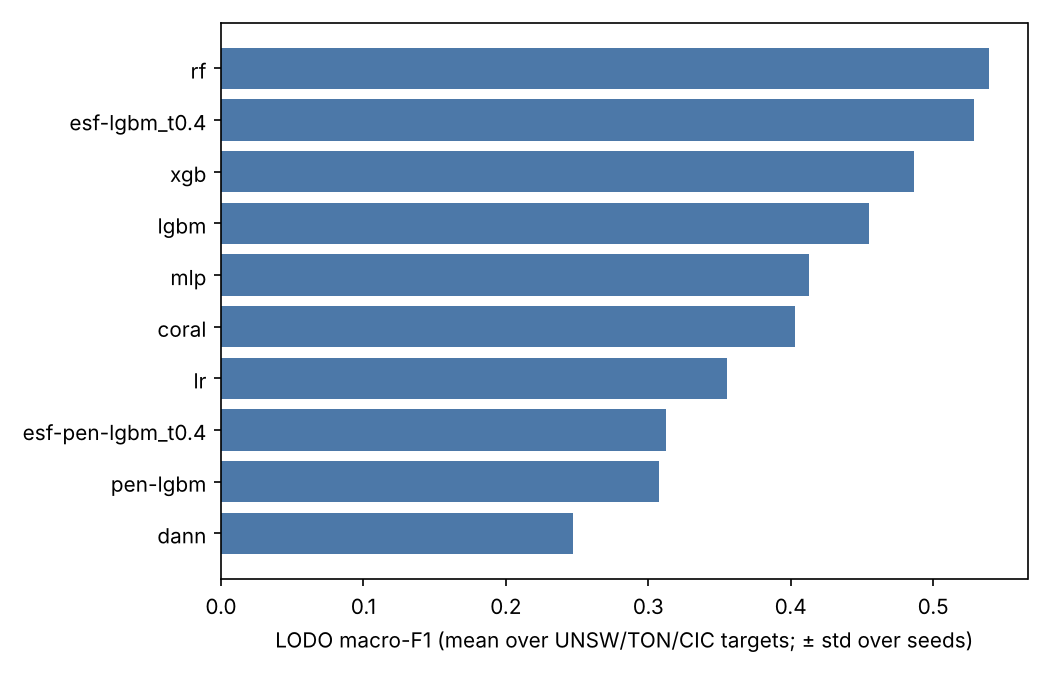 rf
esf-lgbm_t0.4
xgb
lgbm
mlp
coral
lr
esf-pen-lgbm_t0.4
pen-lgbm
dann
0.0 0.1 0.2 0.3 0.4 0.5
LODO macro-F1 (mean over UNSW/TON/CIC targets; ± std over seeds)